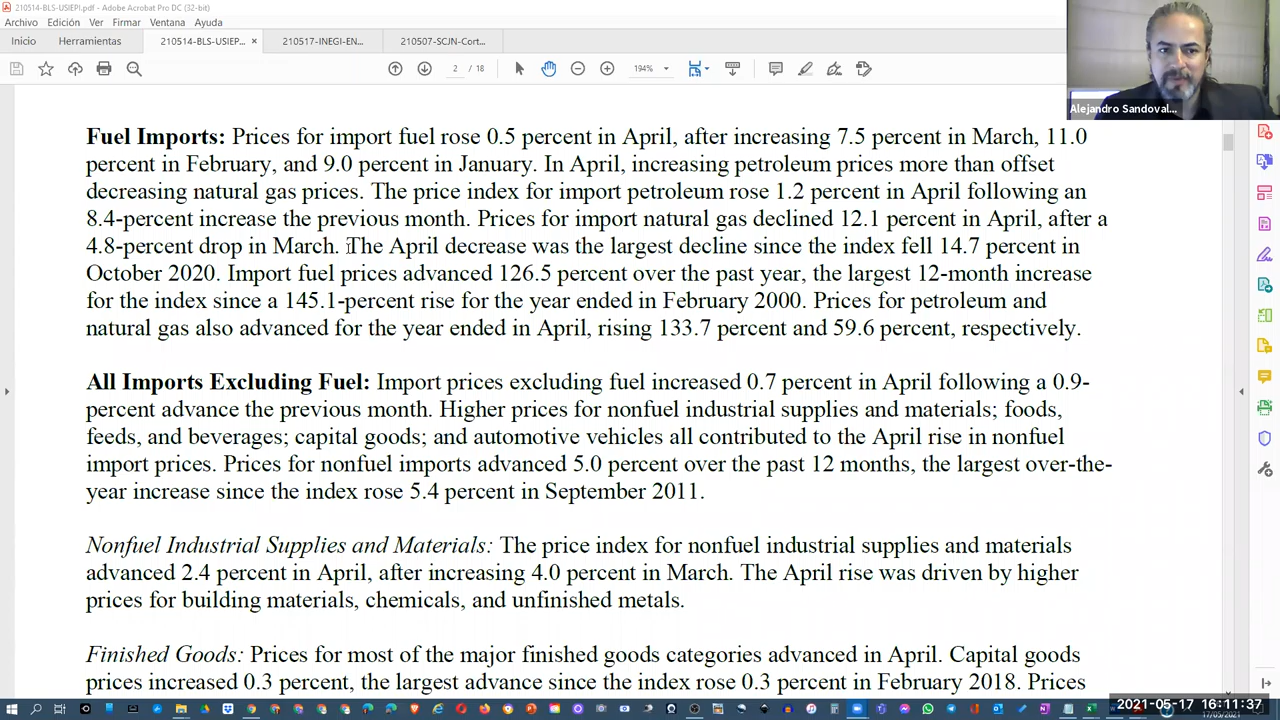 210514-BLS-USIEPI.pdf - Adobe Acrobat Pro DC (32-bit)
Archivo Edición Ver Firmar Ventana Ayuda
Inicio Herramientas 210514-BLS-USIEP... × 210517-INEGI-EN... 210507-SCJN-Cort...
2 / 18 194%
Alejandro Sandoval...
Fuel Imports: Prices for import fuel rose 0.5 percent in April, after increasing 7.5 percent in March, 11.0
percent in February, and 9.0 percent in January. In April, increasing petroleum prices more than offset
decreasing natural gas prices. The price index for import petroleum rose 1.2 percent in April following an
8.4-percent increase the previous month. Prices for import natural gas declined 12.1 percent in April, after a
4.8-percent drop in March. The April decrease was the largest decline since the index fell 14.7 percent in
October 2020. Import fuel prices advanced 126.5 percent over the past year, the largest 12-month increase
for the index since a 145.1-percent rise for the year ended in February 2000. Prices for petroleum and
natural gas also advanced for the year ended in April, rising 133.7 percent and 59.6 percent, respectively.
All Imports Excluding Fuel: Import prices excluding fuel increased 0.7 percent in April following a 0.9-
percent advance the previous month. Higher prices for nonfuel industrial supplies and materials; foods,
feeds, and beverages; capital goods; and automotive vehicles all contributed to the April rise in nonfuel
import prices. Prices for nonfuel imports advanced 5.0 percent over the past 12 months, the largest over-the-
year increase since the index rose 5.4 percent in September 2011.
Nonfuel Industrial Supplies and Materials: The price index for nonfuel industrial supplies and materials
advanced 2.4 percent in April, after increasing 4.0 percent in March. The April rise was driven by higher
prices for building materials, chemicals, and unfinished metals.
Finished Goods: Prices for most of the major finished goods categories advanced in April. Capital goods
prices increased 0.3 percent, the largest advance since the index rose 0.3 percent in February 2018. Prices
2021-05-17 16:11:37
17/05/2021